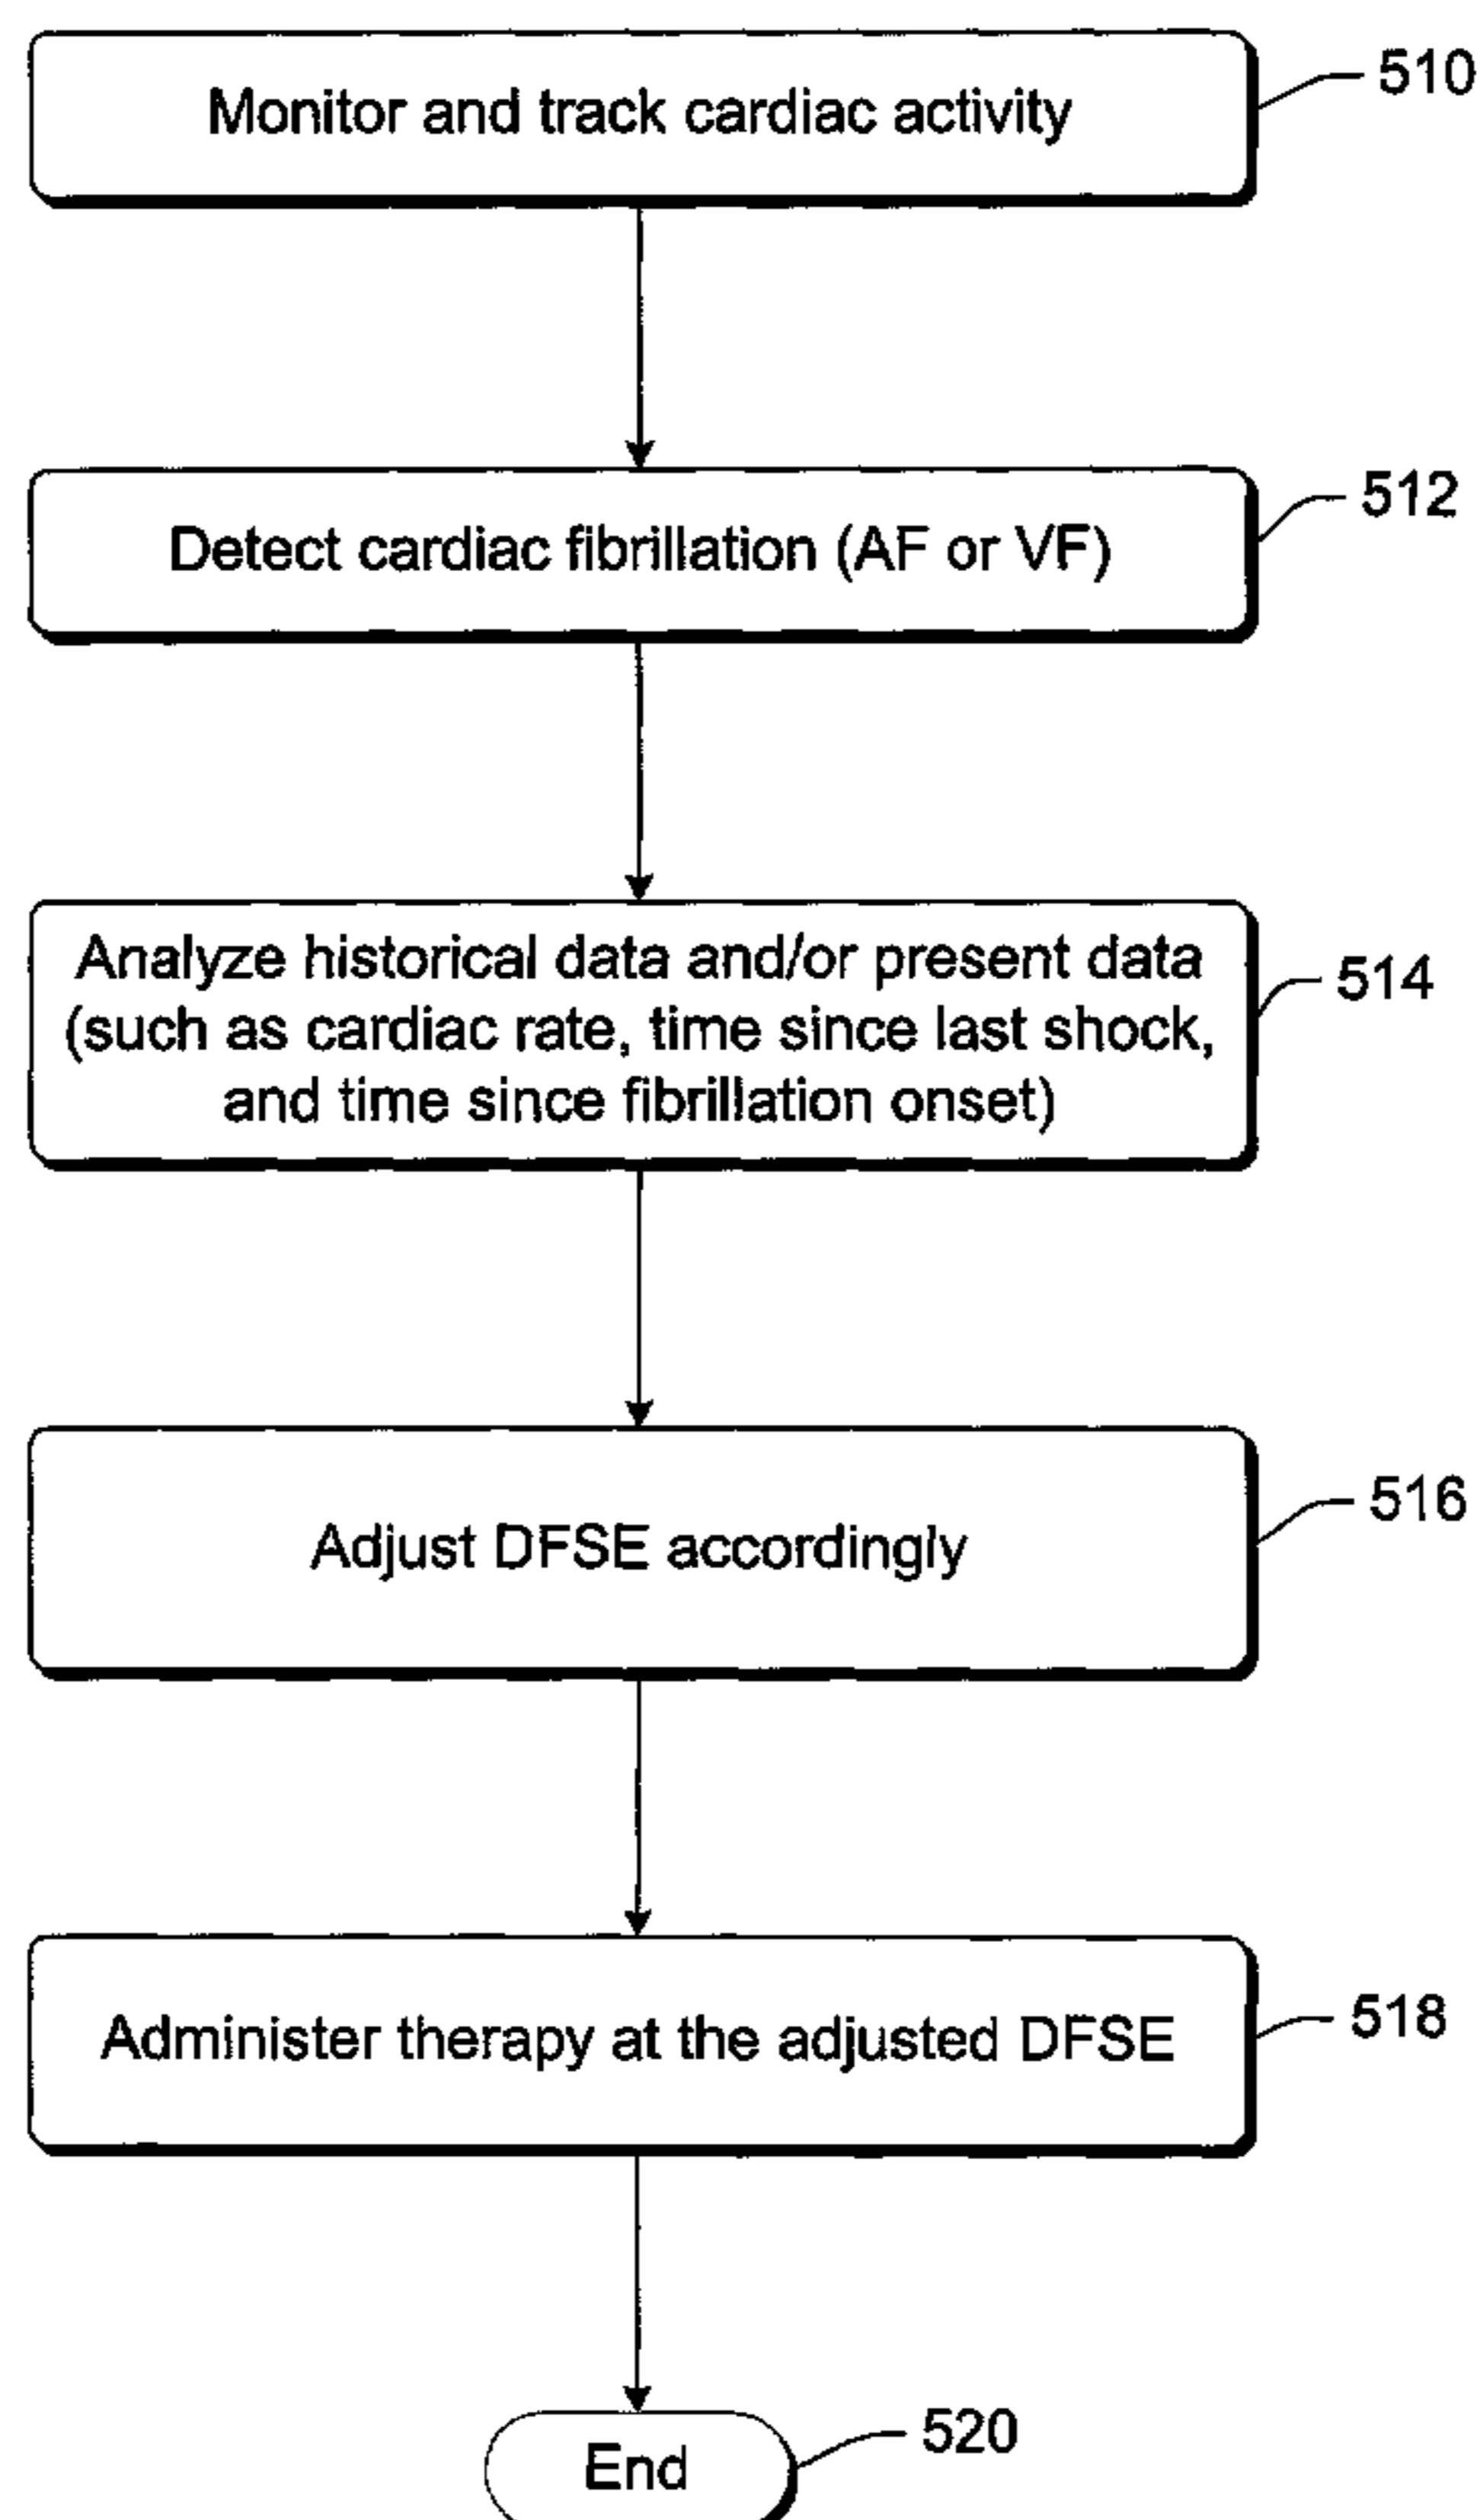 Monitor and track cardiac activity
510
Detect cardiac fibrillation (AF or VF)
512
Analyze historical data and/or present data
(such as cardiac rate, time since last shock,
and time since fibrillation onset)
514
Adjust DFSE accordingly
516
Administer therapy at the adjusted DFSE
518
End
520